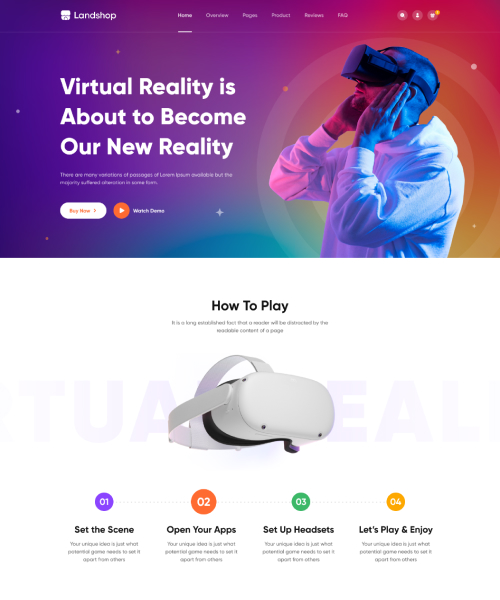 Landshop
Home Overview Pages Product Reviews FAQ
Virtual Reality is
About to Become
Our New Reality
There are many variations of passages of Lorem Ipsum available but the
majority suffered alteration in some form.
Buy Now
Watch Demo
How To Play
It is a long established fact that a reader will be distracted by the
readable content of a page
RTUA EALI
01 02 03 04
Set the Scene
Your unique idea is just what
potential game needs to set it
apart from others
Open Your Apps
Your unique idea is just what
potential game needs to set it
apart from others
Set Up Headsets
Your unique idea is just what
potential game needs to set it
apart from others
Let's Play & Enjoy
Your unique idea is just what
potential game needs to set it
apart from others